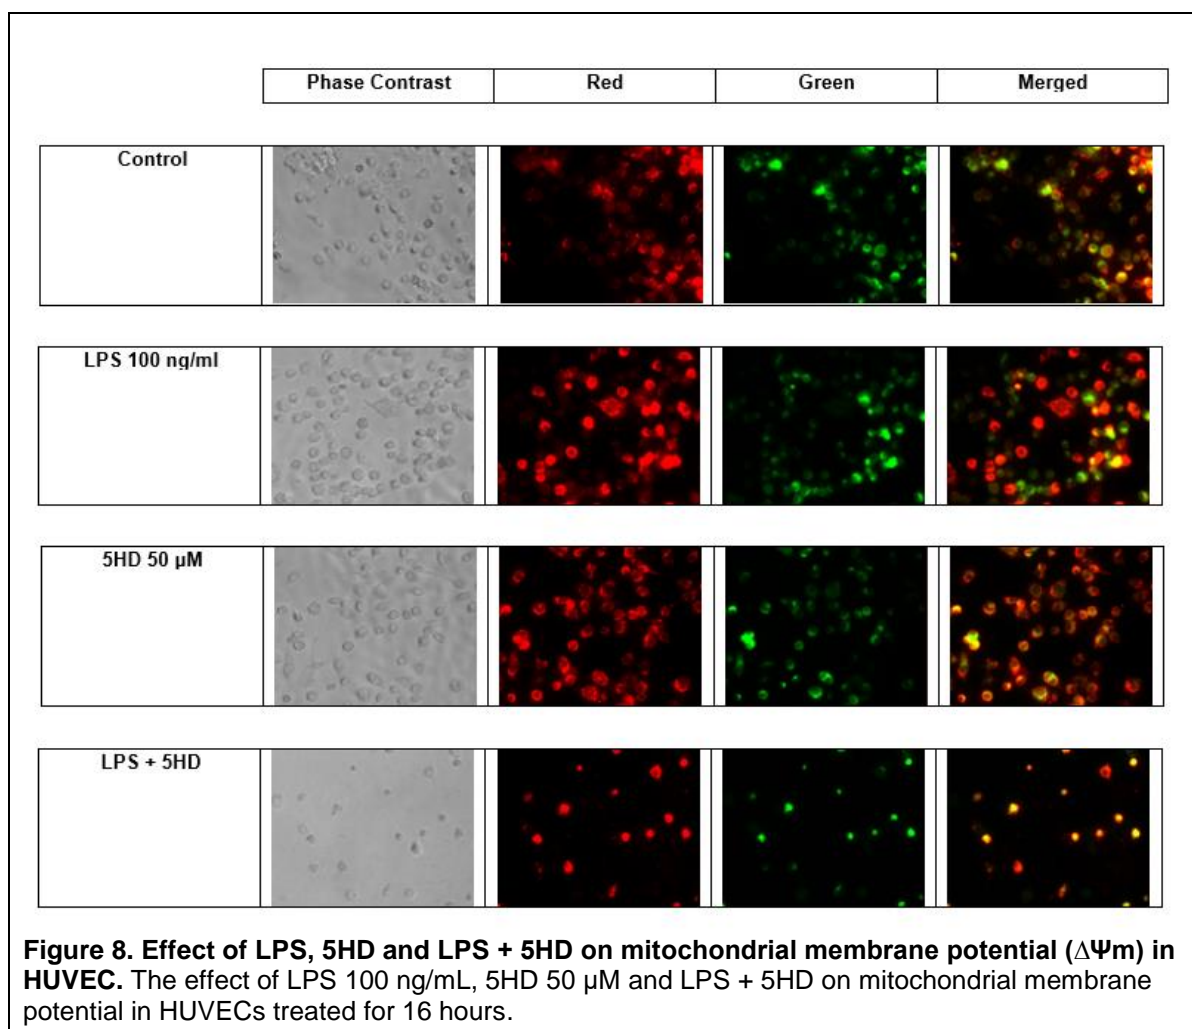 Phase Contrast Red Green Merged
Control
LPS 100 ng/ml
5HD 50 µM
LPS + 5HD
Figure 8. Effect of LPS, 5HD and LPS + 5HD on mitochondrial membrane potential (∆Ψm) in
HUVEC. The effect of LPS 100 ng/mL, 5HD 50 µM and LPS + 5HD on mitochondrial membrane
potential in HUVECs treated for 16 hours.